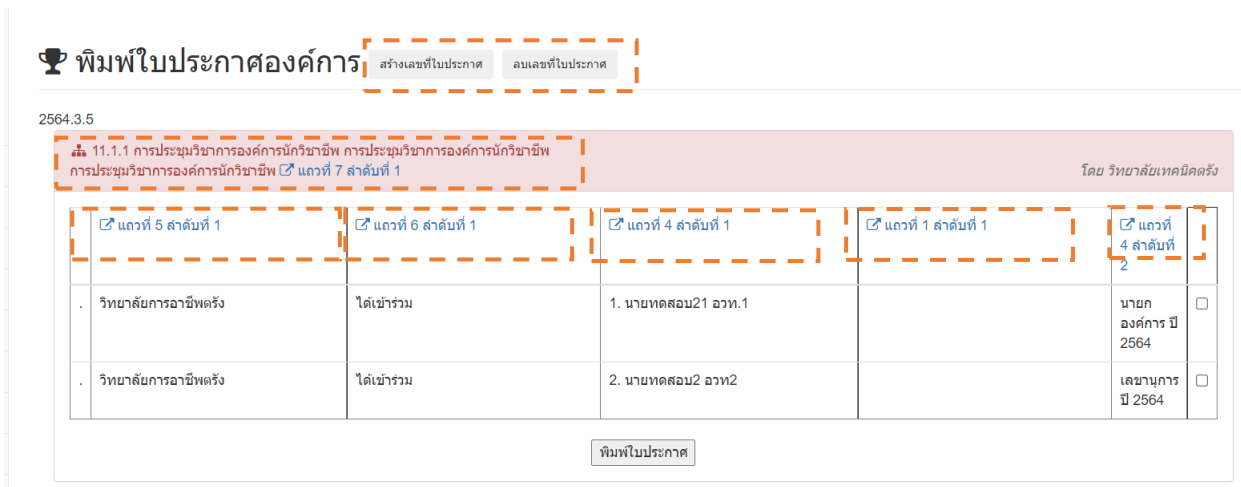 พิมพ์ใบประกาศองค์การ สร้างเลขที่ใบประกาศ ลบเลขที่ใบประกาศ
2564.3.5
11.1.1 การประชุมวิชาการองค์การนักวิชาชีพ การประชุมวิชาการองค์การนักวิชาชีพ
การประชุมวิชาการองค์การนักวิชาชีพ แถวที่ 7 ลำดับที่ 1 โดย วิทยาลัยเทคนิคตรัง
แถวที่ 5 ลำดับที่ 1 แถวที่ 6 ลำดับที่ 1 แถวที่ 4 ลำดับที่ 1 แถวที่ 1 ลำดับที่ 1 แถวที่
4 ลำดับที่
2
. วิทยาลัยการอาชีพตรัง ได้เข้าร่วม 1. นายทดสอบ21 อวท.1 นายก
องค์การ ปี
2564
. วิทยาลัยการอาชีพตรัง ได้เข้าร่วม 2. นายทดสอบ2 อวท2 เลขานุการ
ปี 2564
พิมพ์ใบประกาศ